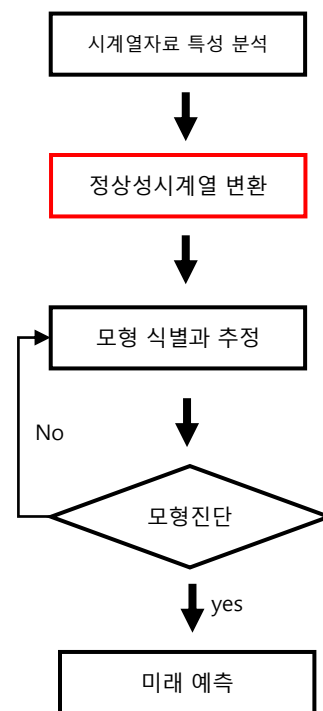 시계열자료 특성 분석
정상성시계열 변환
모형 식별과 추정
No
모형진단
yes
미래 예측